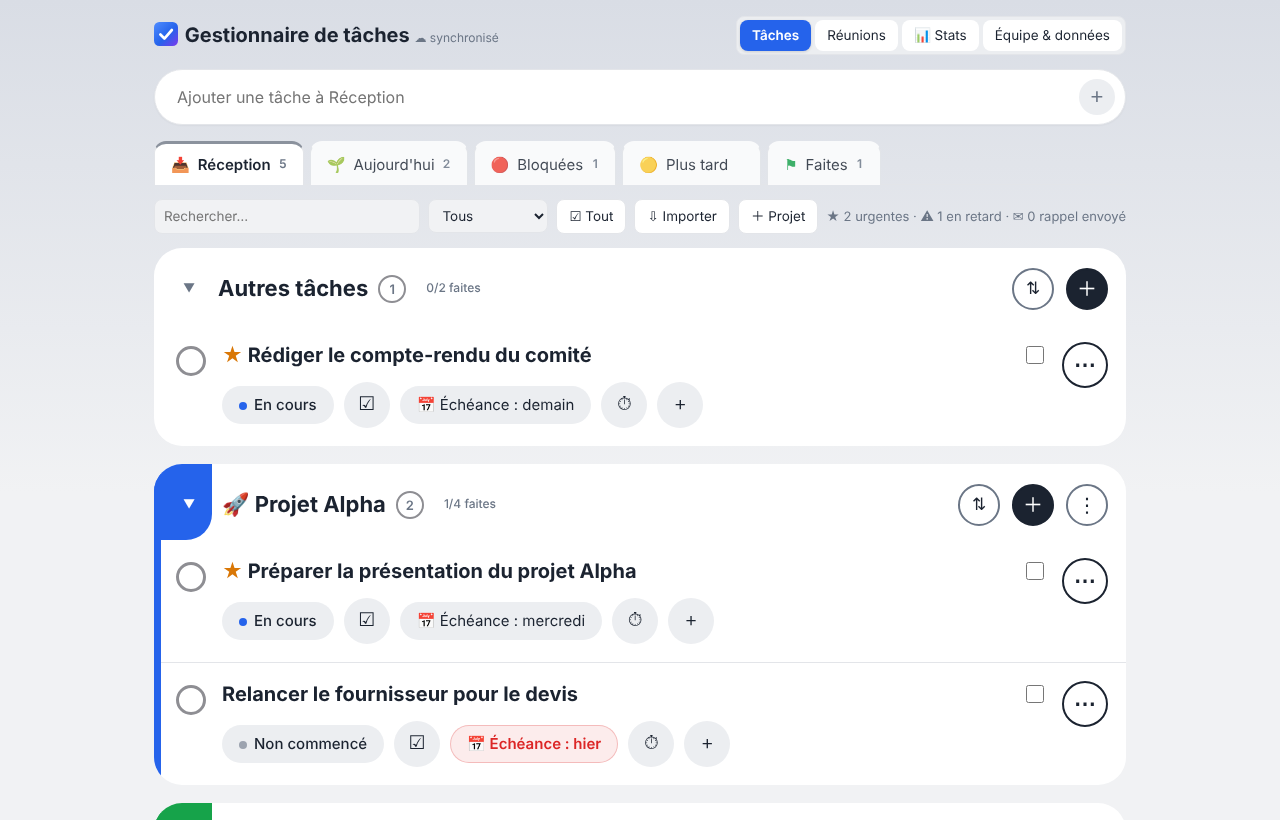 Gestionnaire de tâches ☁ synchronisé
Tâches Réunions 📊 Stats Équipe & données
Ajouter une tâche à Réception +
📥 Réception 5 🌱 Aujourd'hui 2 🔴 Bloquées 1 🟡 Plus tard ⚑ Faites 1
Rechercher... Tous ☑ Tout ⇩ Importer + Projet ★ 2 urgentes · ⚠ 1 en retard · ✉ 0 rappel envoyé
▼ Autres tâches 1 0/2 faites ⇅ +
★ Rédiger le compte-rendu du comité ⋯
En cours ☑ 📅 Échéance : demain ⏱ +
▼ 🚀 Projet Alpha 2 1/4 faites ⇅ + ⋮
★ Préparer la présentation du projet Alpha ⋯
En cours ☑ 📅 Échéance : mercredi ⏱ +
Relancer le fournisseur pour le devis ⋯
Non commencé ☑ 📅 Échéance : hier ⏱ +